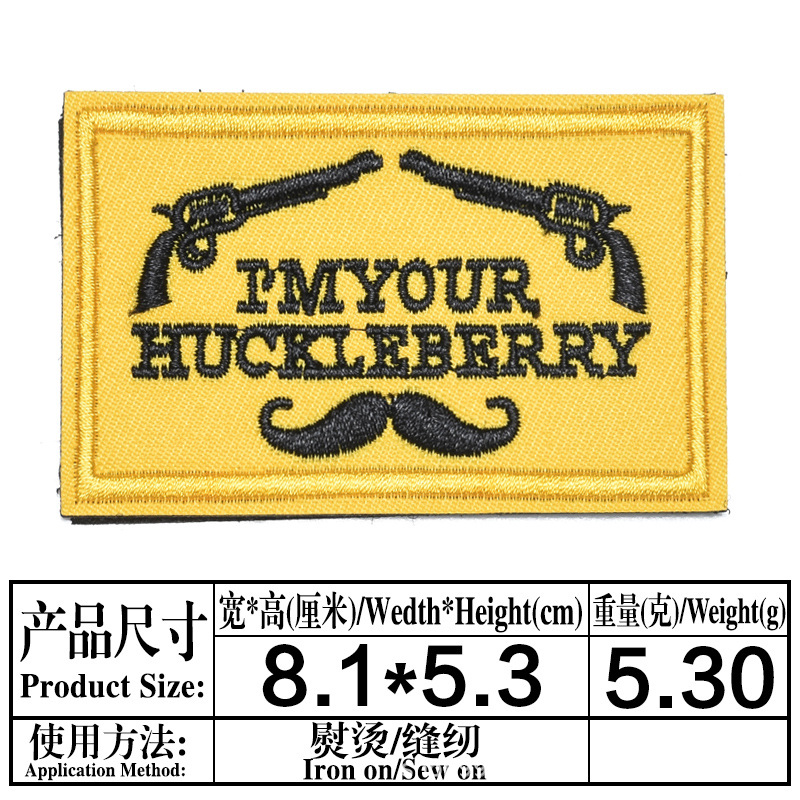 I'M YOUR
HUCKLEBERRY
产品尺寸
Product Size:
宽*高(厘米)/Wedth*Height(cm)
重量(克)/Weight(g)
8.1*5.3
5.30
使用方法:
Application Method:
熨烫/缝纫
Iron on/Sew on